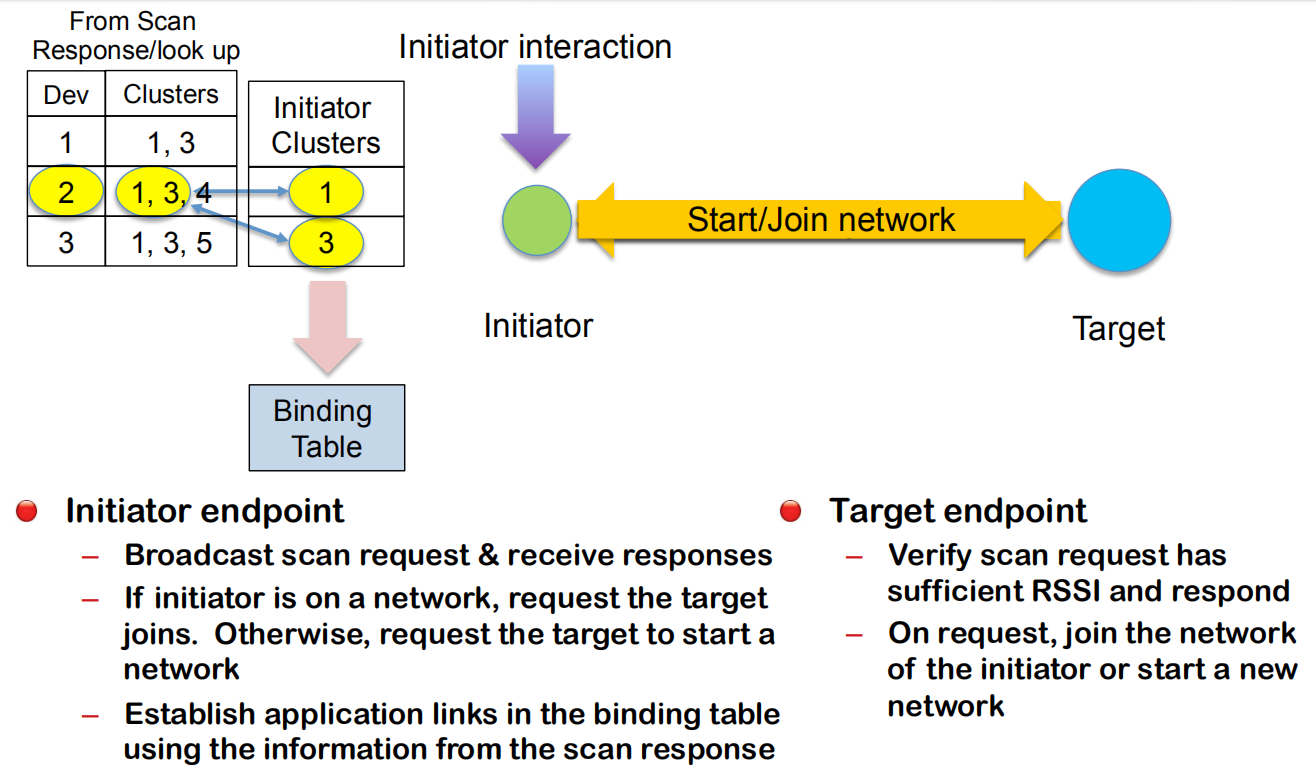 From Scan
Response/look up
Dev Clusters
1 1, 3
2 1, 3, 4
3 1, 3, 5
Initiator
Clusters
1
3
Binding
Table
Initiator interaction
Start/Join network
Initiator
Target
Initiator endpoint
– Broadcast scan request & receive responses
– If initiator is on a network, request the target
joins. Otherwise, request the target to start a
network
– Establish application links in the binding table
using the information from the scan response
Target endpoint
– Verify scan request has
sufficient RSSI and respond
– On request, join the network
of the initiator or start a new
network